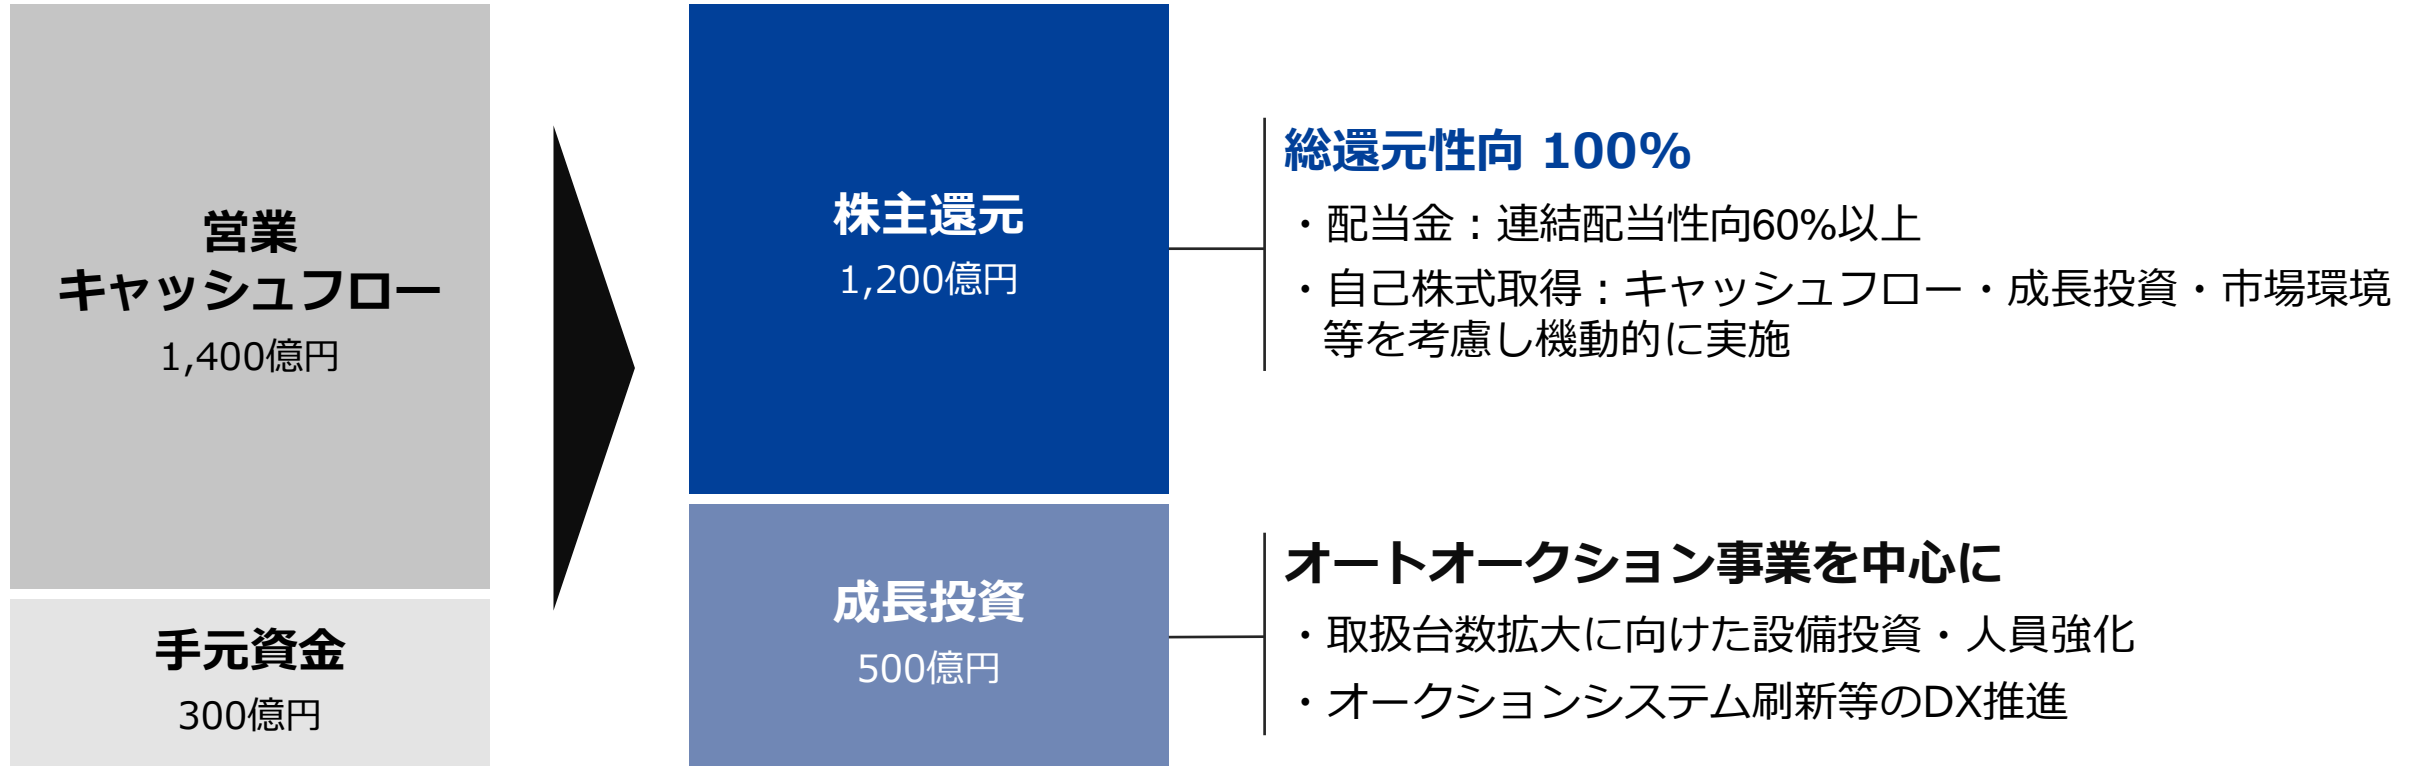 営業
キャッシュフロー
1,400億円
手元資金
300億円
株主還元
1,200億円
成長投資
500億円
総還元性向 100%
・配当金：連結配当性向60%以上
・自己株式取得：キャッシュフロー・成長投資・市場環境
等を考慮し機動的に実施
オートオークション事業を中心に
・取扱台数拡大に向けた設備投資・人員強化
・オークションシステム刷新等のDX推進